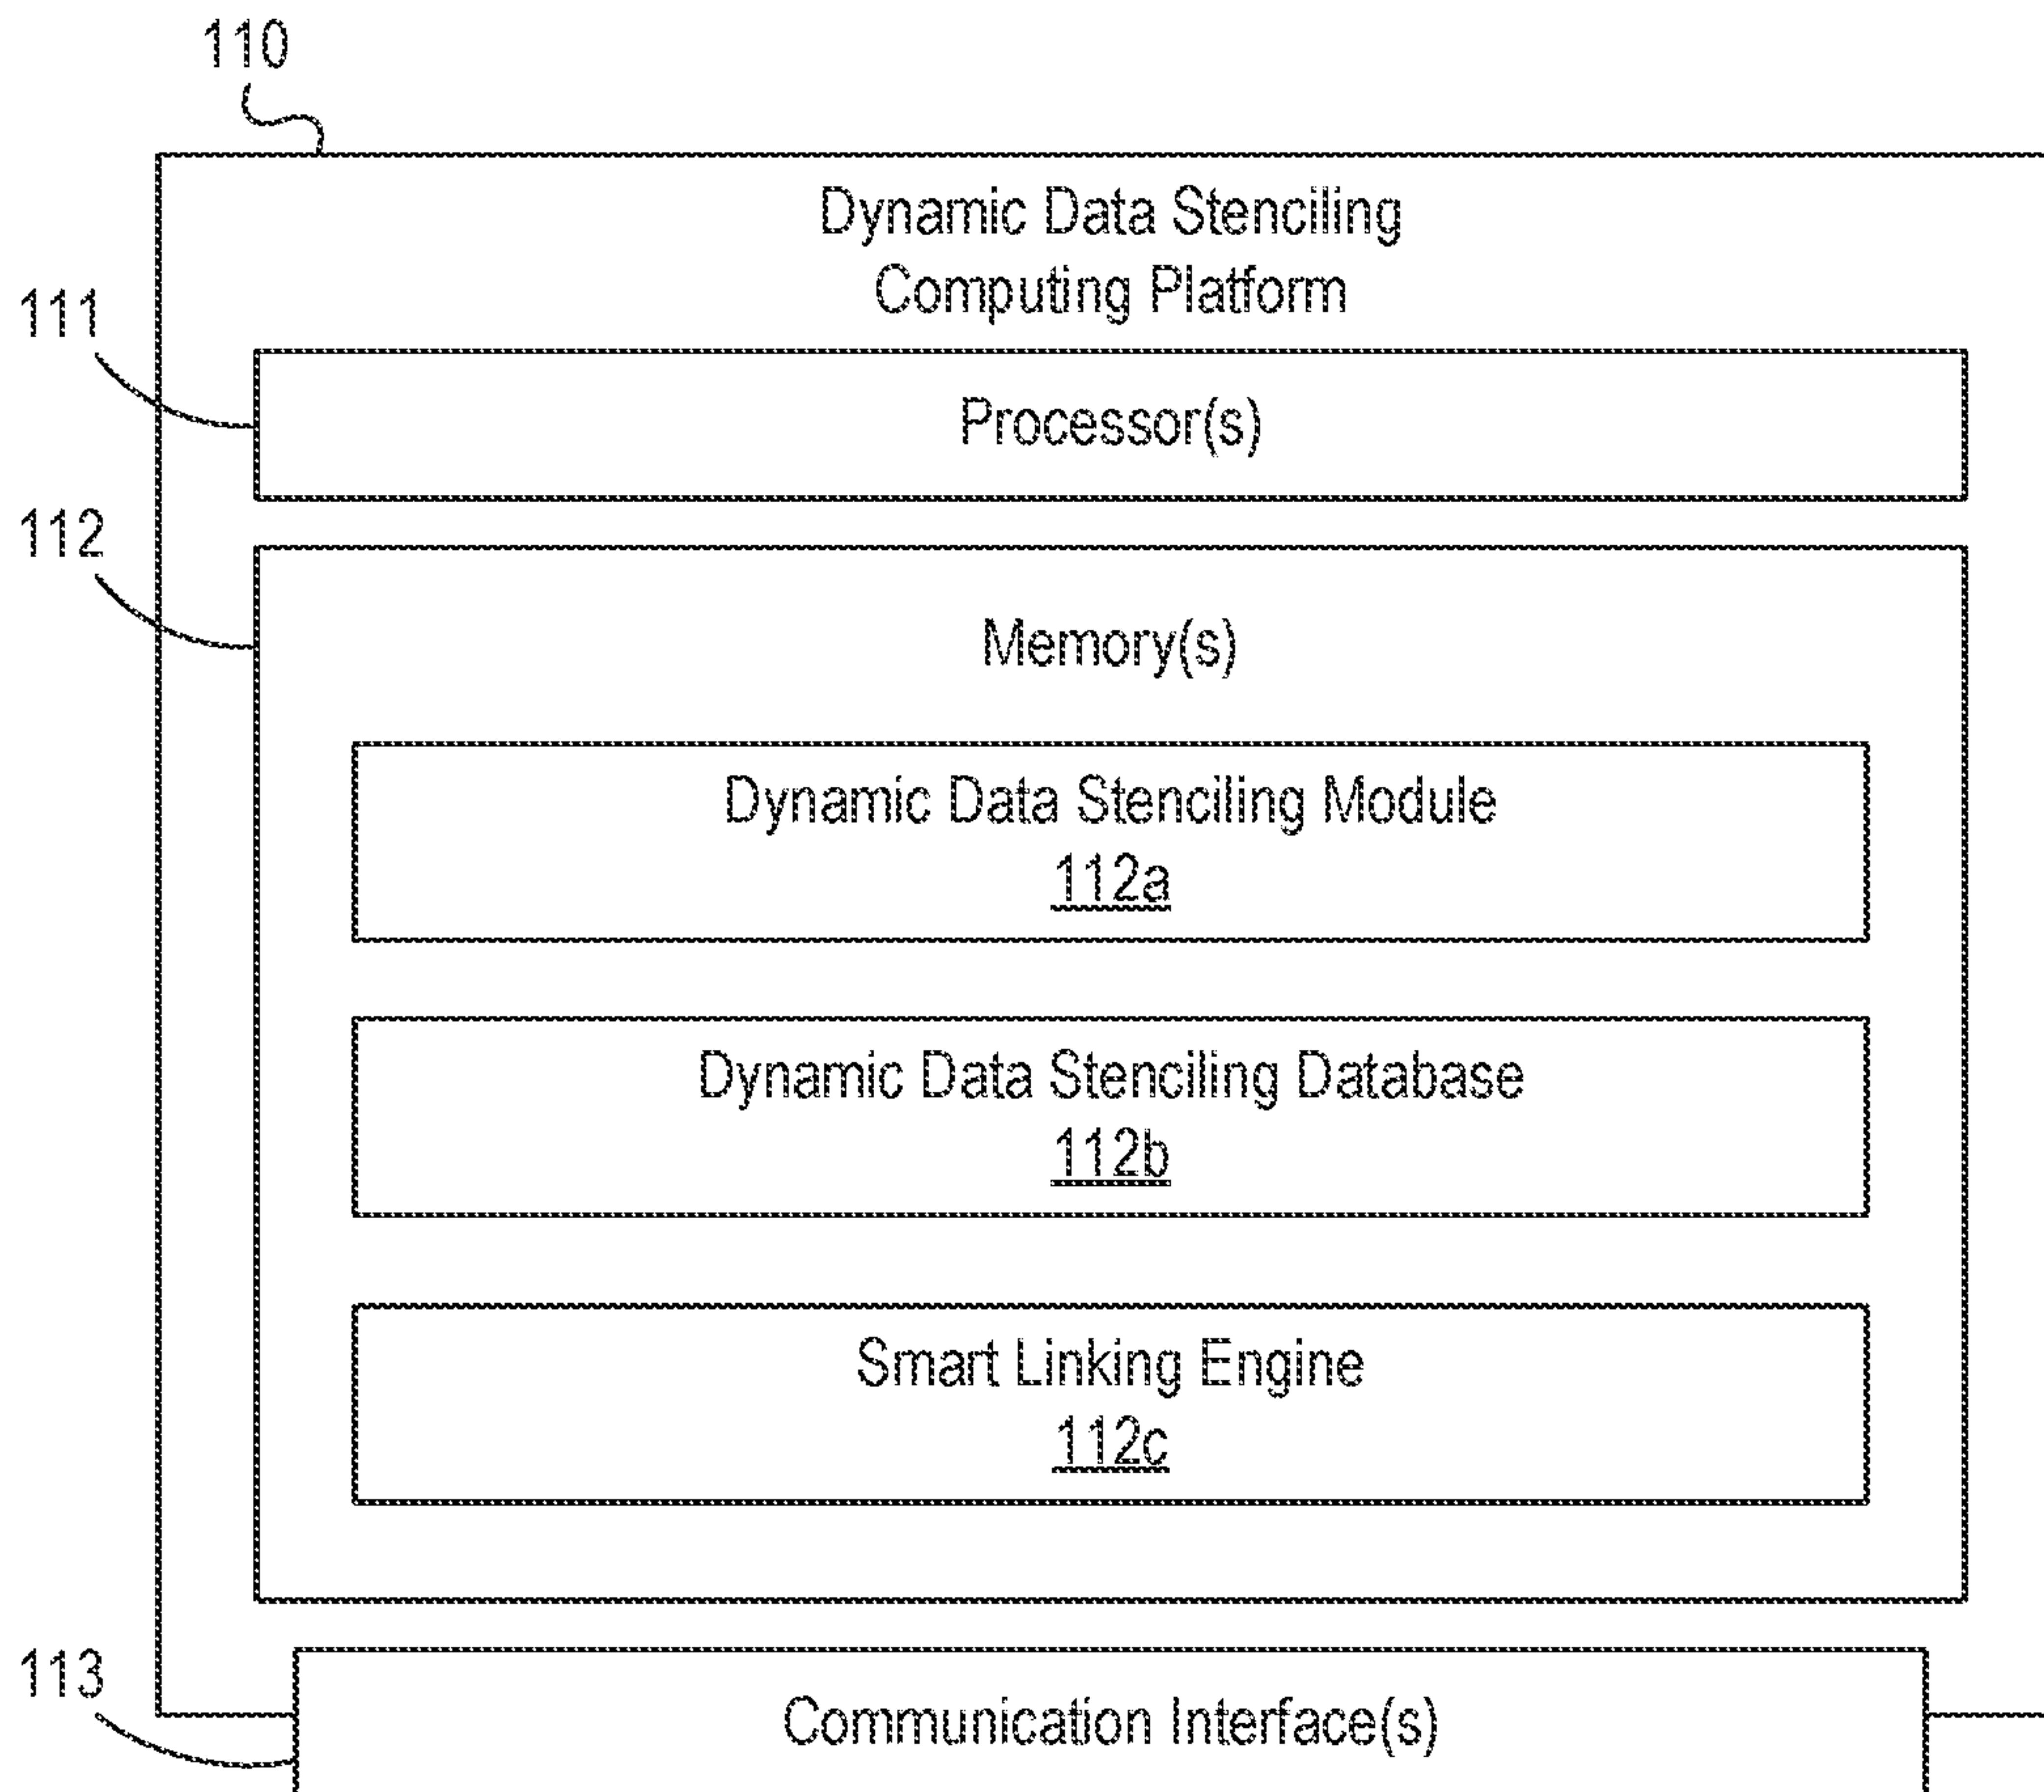 110
Dynamic Data Stenciling
Computing Platform
111
Processor(s)
112
Memory(s)
Dynamic Data Stenciling Module
112a
Dynamic Data Stenciling Database
112b
Smart Linking Engine
112c
113
Communication Interface(s)